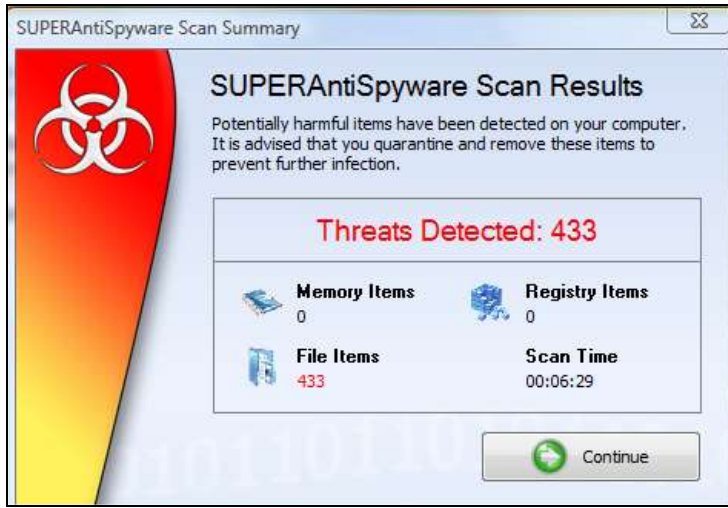 SUPERAntiSpyware Scan Summary
SUPERAntiSpyware Scan Results
Potentially harmful items have been detected on your computer.
It is advised that you quarantine and remove these items to
prevent further infection.
Threats Detected: 433
Memory Items
0
Registry Items
0
File Items
433
Scan Time
00:06:29
Continue